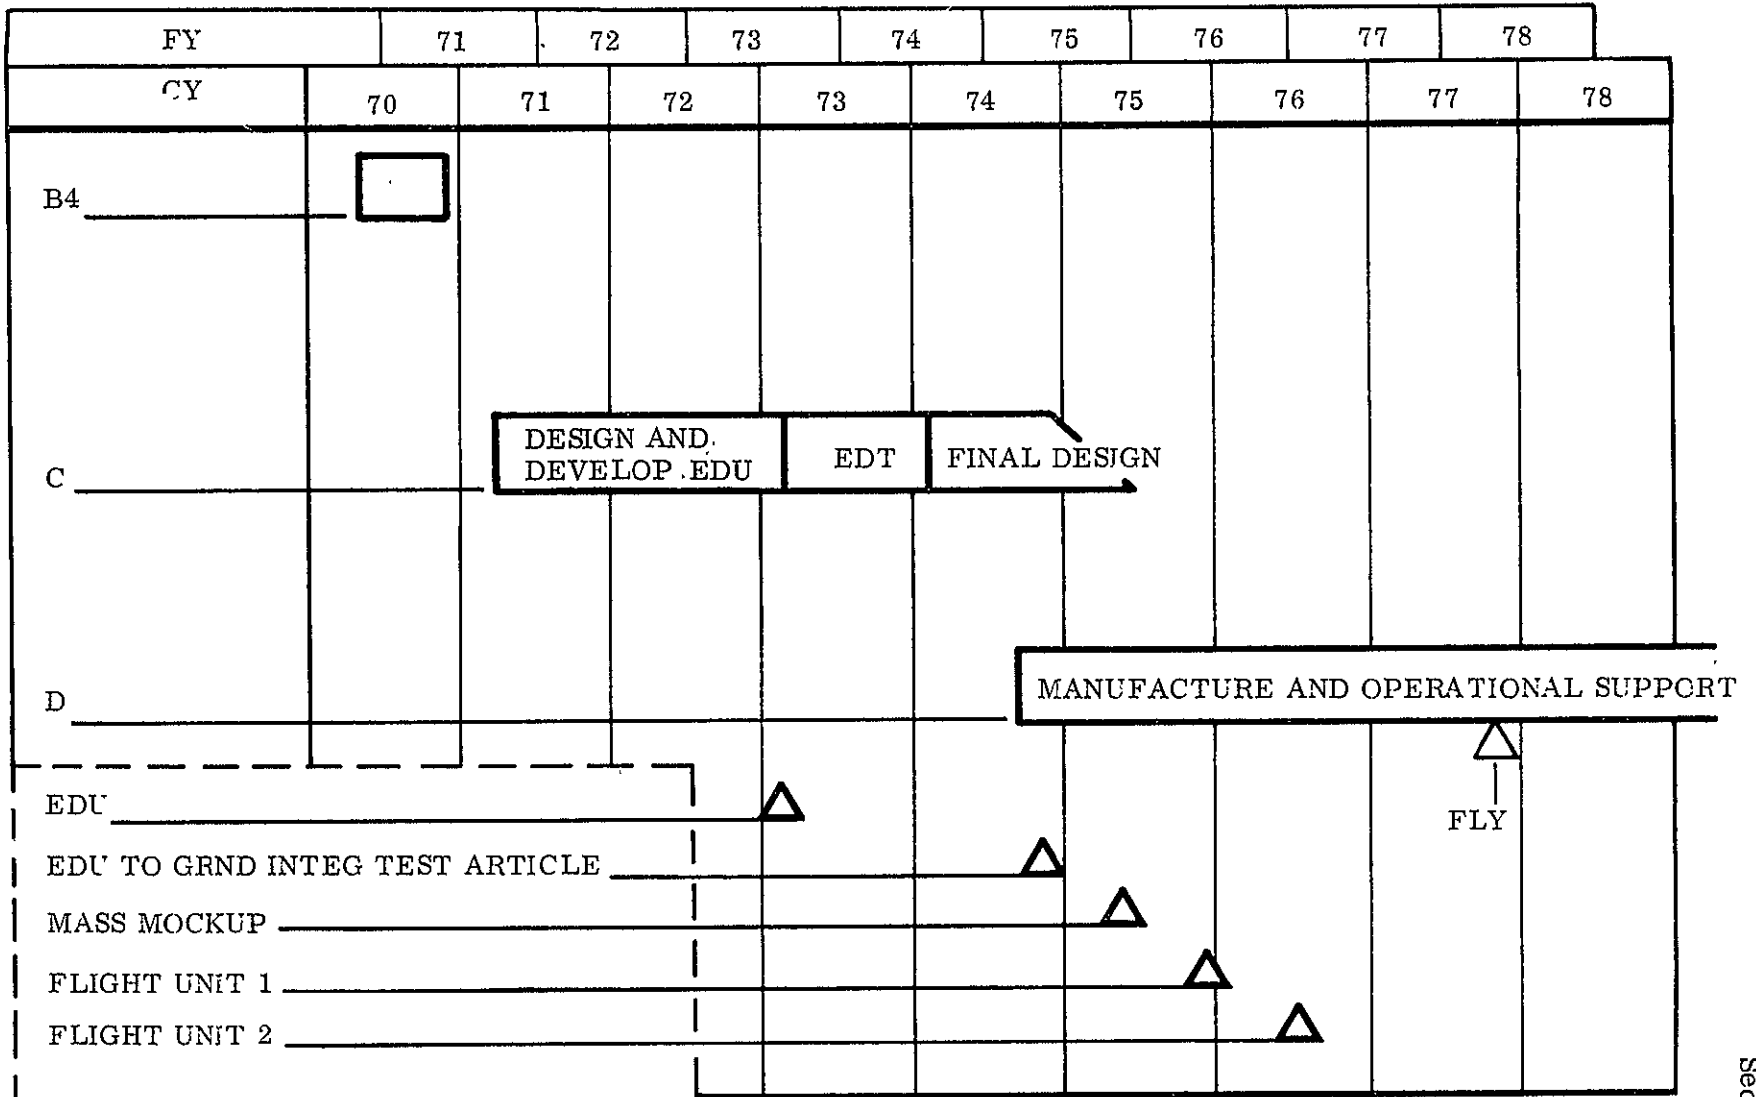 FY 71 72 73 74 75 76 77 78
CY 70 71 72 73 74 75 76 77 78
B4
DESIGN AND
DEVELOP EDU
EDT
FINAL DESIGN
C
MANUFACTURE AND OPERATIONAL SUPPORT
D
FLY
EDU
EDU TO GRND INTEG TEST ARTICLE
MASS MOCKUP
FLIGHT UNIT 1
FLIGHT UNIT 2